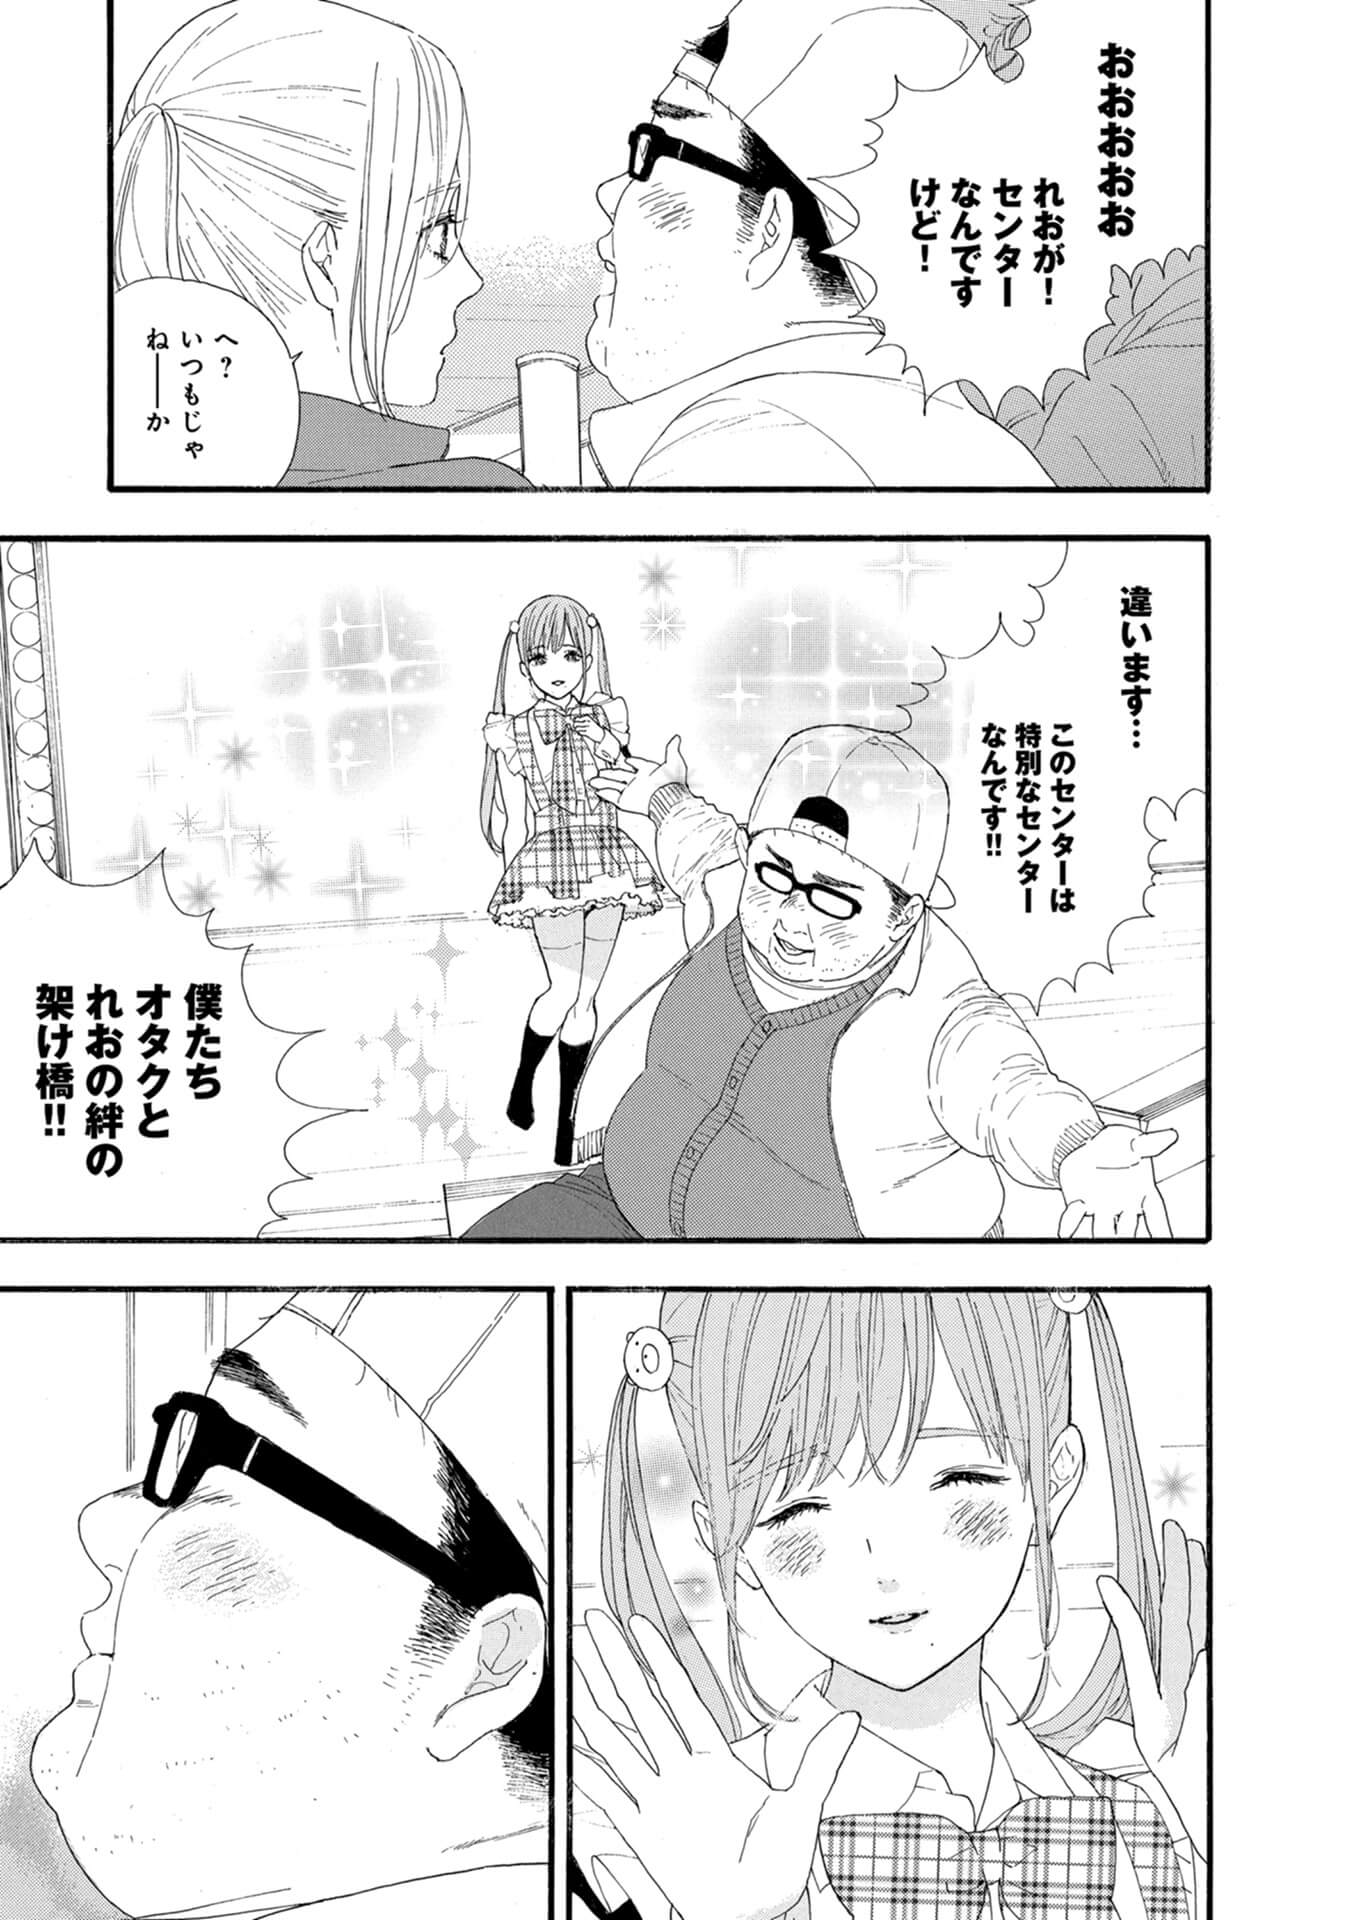 おおおおお
れおが！
センター
なんです
けど！
へ？
いつもじゃ
ねーか
違います…
このセンターは
特別なセンター
なんです!!
僕たち
オタクと
れおの絆の
架け橋!!